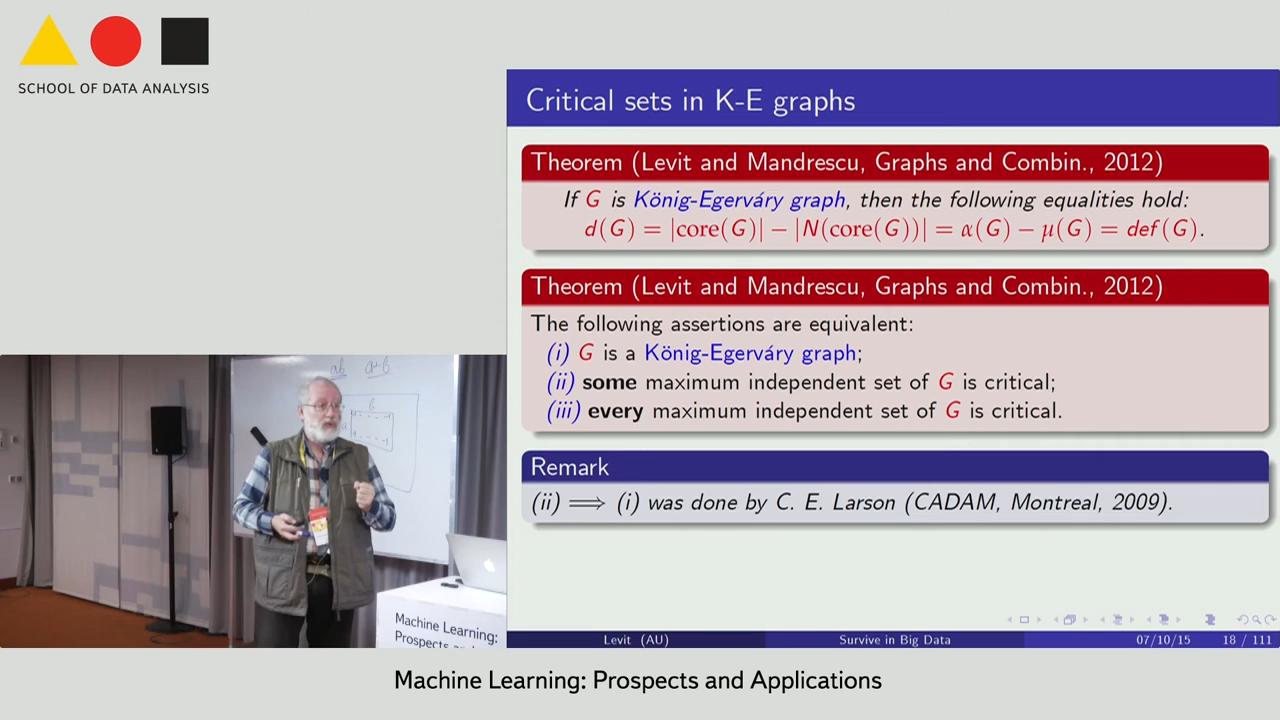 SCHOOL OF DATA ANALYSIS
Critical sets in K-E graphs
Theorem (Levit and Mandrescu, Graphs and Combin., 2012)
If G is König-Egerváry graph, then the following equalities hold:
d(G) = |core(G)| − |N(core(G))| = α(G) − μ(G) = def(G).
Theorem (Levit and Mandrescu, Graphs and Combin., 2012)
The following assertions are equivalent:
(i) G is a König-Egerváry graph;
(ii) some maximum independent set of G is critical;
(iii) every maximum independent set of G is critical.
Remark
(ii) ⟹ (i) was done by C. E. Larson (CADAM, Montreal, 2009).
Levit (AU) Survive in Big Data 07/10/15 18 / 111
ab a+b
Machine Learning:
Machine Learning: Prospects and Applications